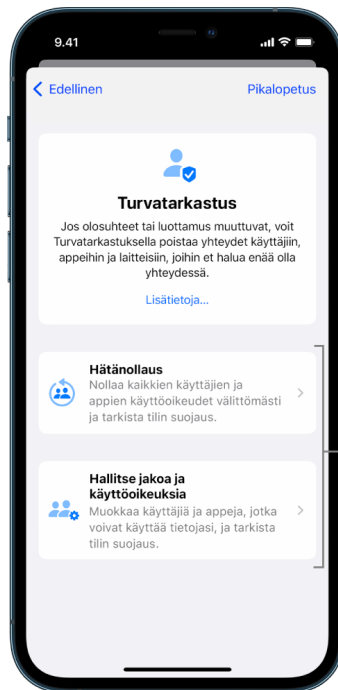 9.41
Edellinen
Pikalopetus
Turvatarkastus
Jos olosuhteet tai luottamus muuttuvat, voit
Turvatarkastuksella poistaa yhteydet käyttäjiin,
appeihin ja laitteisiin, joihin et halua enää olla
yhteydessä.
Lisätietoja...
Hätänollaus
Nollaa kaikkien käyttäjien ja
appien käyttöoikeudet välittömästi
ja tarkista tilin suojaus.
Hallitse jakoa ja
käyttöoikeuksia
Muokkaa käyttäjiä ja appeja, jotka
voivat käyttää tietojasi, ja tarkista
tilin suojaus.